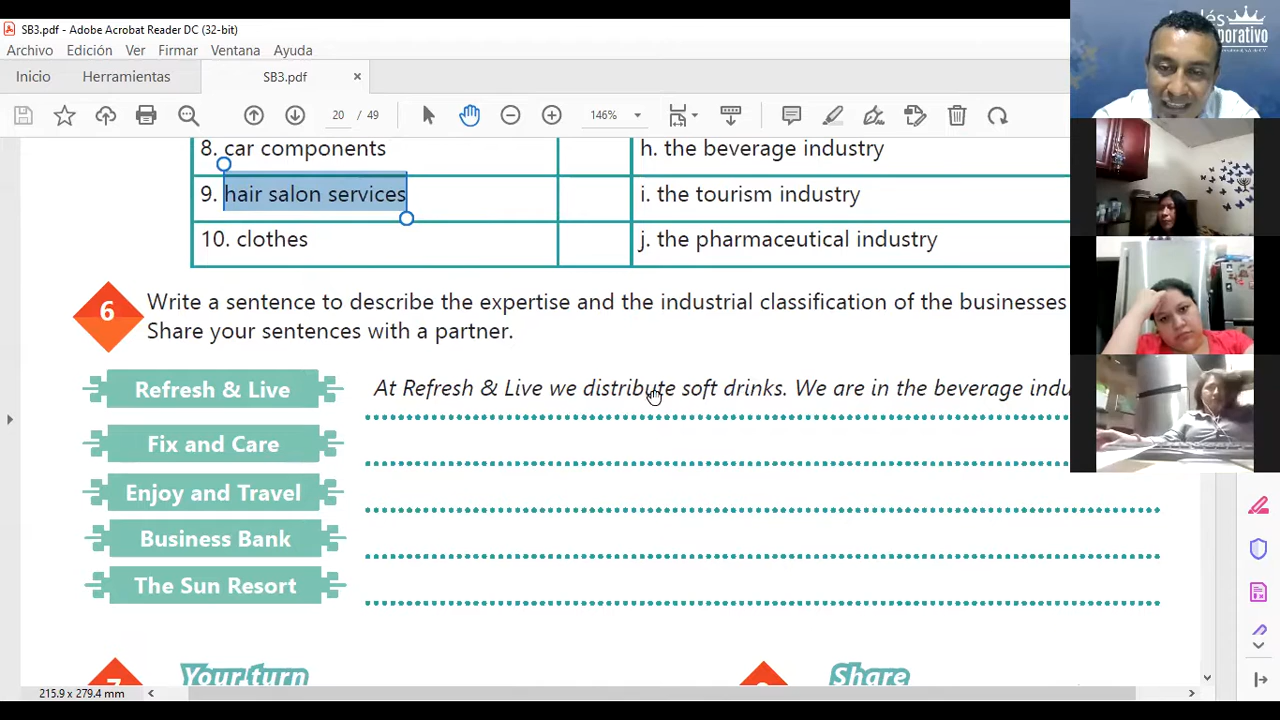 SB3.pdf - Adobe Acrobat Reader DC (32-bit)
Archivo Edición Ver Firmar Ventana Ayuda
Inicio Herramientas SB3.pdf ×
20 / 49 146%
8. car components h. the beverage industry
9. hair salon services i. the tourism industry
10. clothes j. the pharmaceutical industry
6 Write a sentence to describe the expertise and the industrial classification of the businesses
Share your sentences with a partner.
Refresh & Live At Refresh & Live we distribute soft drinks. We are in the beverage
Fix and Care
Enjoy and Travel
Business Bank
The Sun Resort
Your turn Share
215.9 x 279.4 mm